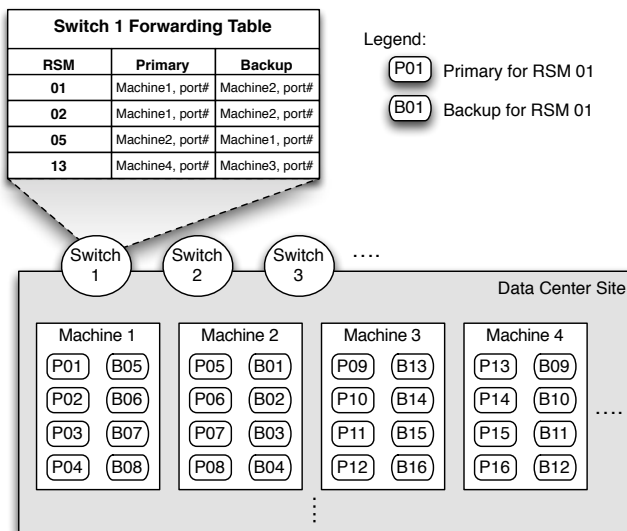 Switch 1 Forwarding Table
RSM Primary Backup
01 Machine1, port# Machine2, port#
02 Machine1, port# Machine2, port#
05 Machine2, port# Machine1, port#
13 Machine4, port# Machine3, port#
Legend:
P01 Primary for RSM 01
B01 Backup for RSM 01
Switch 1
Switch 2
Switch 3
....
Data Center Site
Machine 1
P01 B05
P02 B06
P03 B07
P04 B08
Machine 2
P05 B01
P06 B02
P07 B03
P08 B04
Machine 3
P09 B13
P10 B14
P11 B15
P12 B16
Machine 4
P13 B09
P14 B10
P15 B11
P16 B12
....
....